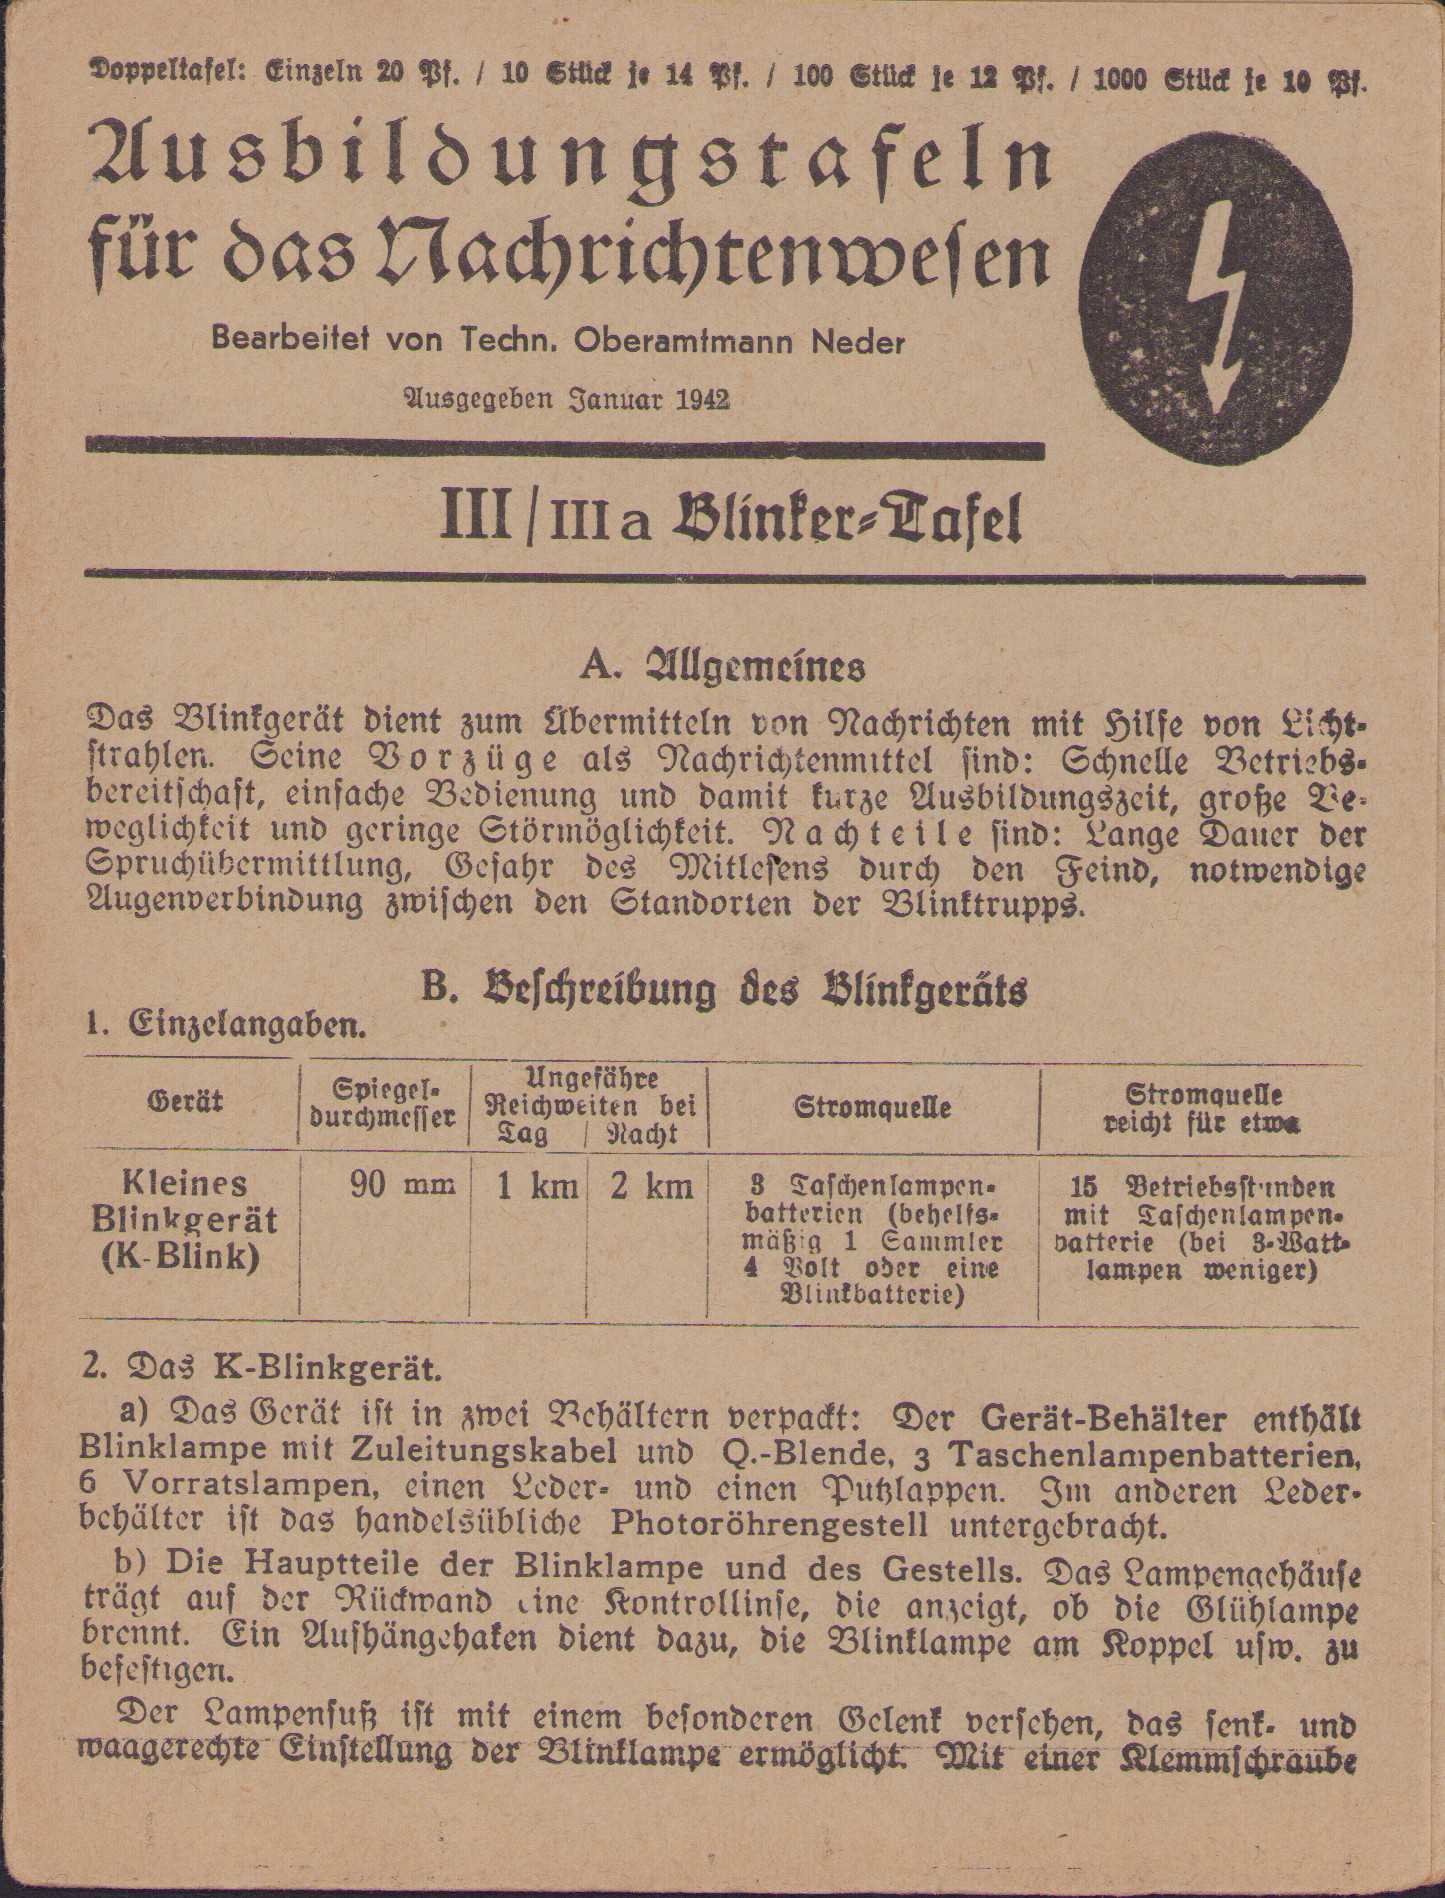 Doppeltafel: Einzeln 20 Pf. / 10 Stück je 14 Pf. / 100 Stück je 12 Pf. / 1000 Stück je 10 Pf.
Ausbildungstafeln
für das Nachrichtenwesen
Bearbeitet von Techn. Oberamtmann Neder
Ausgegeben Januar 1942
III/IIIa Blinker-Tafel
A. Allgemeines
Das Blinkgerät dient zum Übermitteln von Nachrichten mit Hilfe von Licht-
strahlen. Seine Vorzüge als Nachrichtenmittel sind: Schnelle Betriebs-
bereitschaft, einfache Bedienung und damit kurze Ausbildungszeit, große Be-
weglichkeit und geringe Störmöglichkeit. Nachteile sind: Lange Dauer der
Spruchübermittlung, Gefahr des Mitlesens durch den Feind, notwendige
Augenverbindung zwischen den Standorten der Blinktrupps.
B. Beschreibung des Blinkgeräts
1. Einzelangaben.
Gerät
Spiegel-
durchmesser
Ungefähre
Reichweiten bei
Tag | Nacht
Stromquelle
Stromquelle
reicht für etwa
Kleines
Blinkgerät
(K-Blink)
90 mm
1 km
2 km
3 Taschenlampen-
batterien (behelfs-
mäßig 1 Sammler
4 Volt oder eine
Blinkbatterie)
15 Betriebsstunden
mit Taschenlampen-
batterie (bei 3-Watt-
lampen weniger)
2. Das K-Blinkgerät.
a) Das Gerät ist in zwei Behältern verpackt: Der Gerät-Behälter enthält
Blinklampe mit Zuleitungskabel und Q.-Blende, 3 Taschenlampenbatterien,
6 Vorratslampen, einen Leder- und einen Putzlappen. Im anderen Leder-
behälter ist das handelsübliche Photoröhrengestell untergebracht.
b) Die Hauptteile der Blinklampe und des Gestells. Das Lampengehäuse
trägt auf der Rückwand eine Kontrollinse, die anzeigt, ob die Glühlampe
brennt. Ein Aufhängehaken dient dazu, die Blinklampe am Koppel usw. zu
befestigen.
Der Lampenfuß ist mit einem besonderen Gelenk versehen, das senk- und
waagerechte Einstellung der Blinklampe ermöglicht. Mit einer Klemmschraube